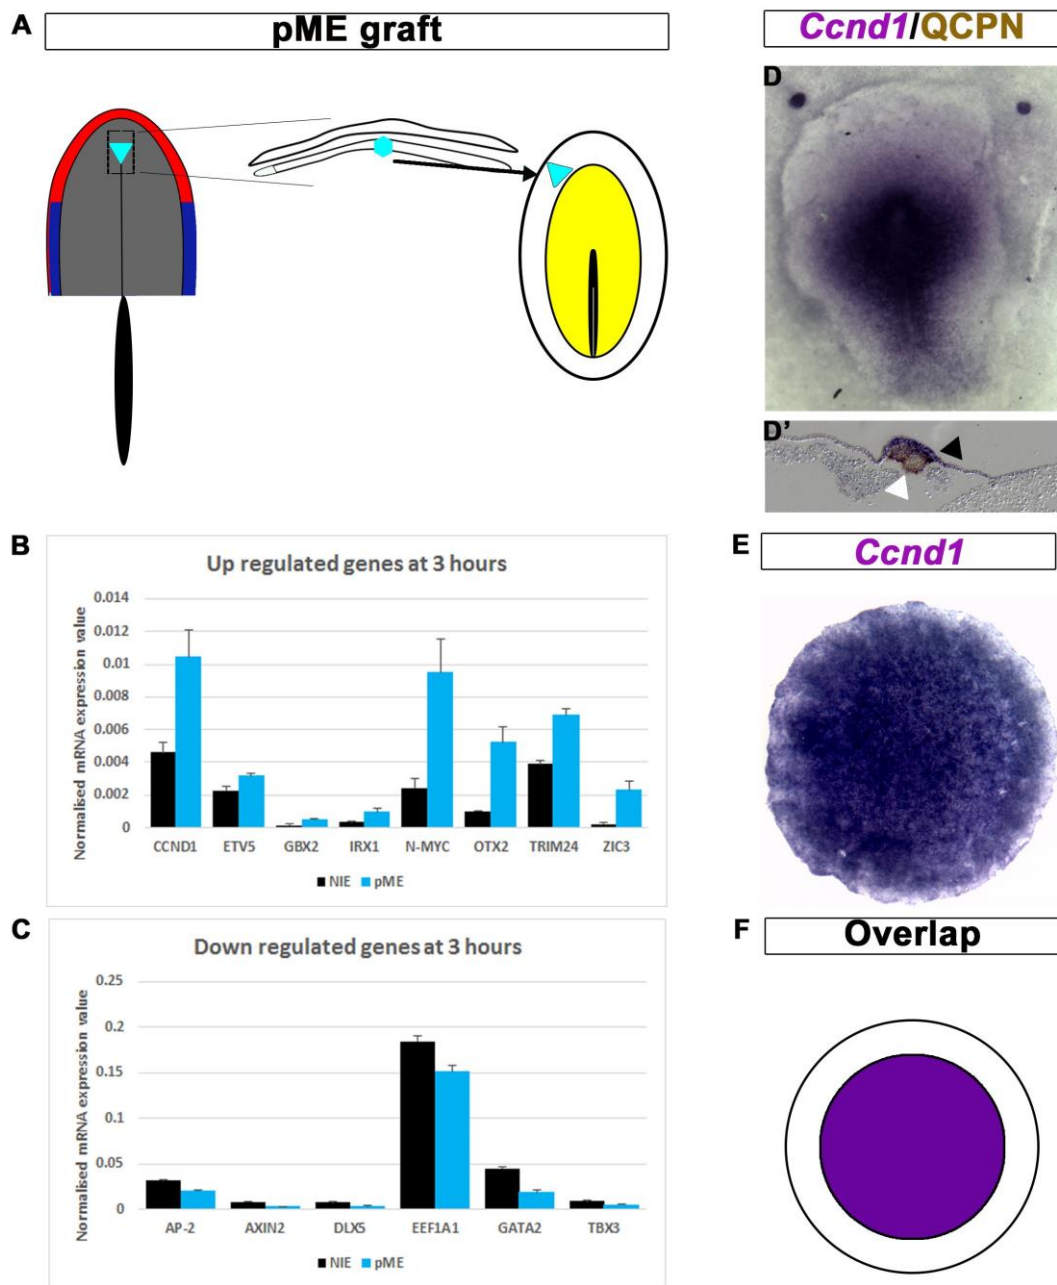 A
pME graft
Ccnd1/QCPN
D
D'
B
Up regulated genes at 3 hours
Normalised mRNA expression value
0.014
0.012
0.01
0.008
0.006
0.004
0.002
0
CCND1 ETV5 GBX2 IRX1 N-MYC OTX2 TRIM24 ZIC3
NIE pME
E
Ccnd1
C
Down regulated genes at 3 hours
Normalised mRNA expression value
0.25
0.2
0.15
0.1
0.05
0
AP-2 AXIN2 DLX5 EEF1A1 GATA2 TBX3
NIE pME
F
Overlap